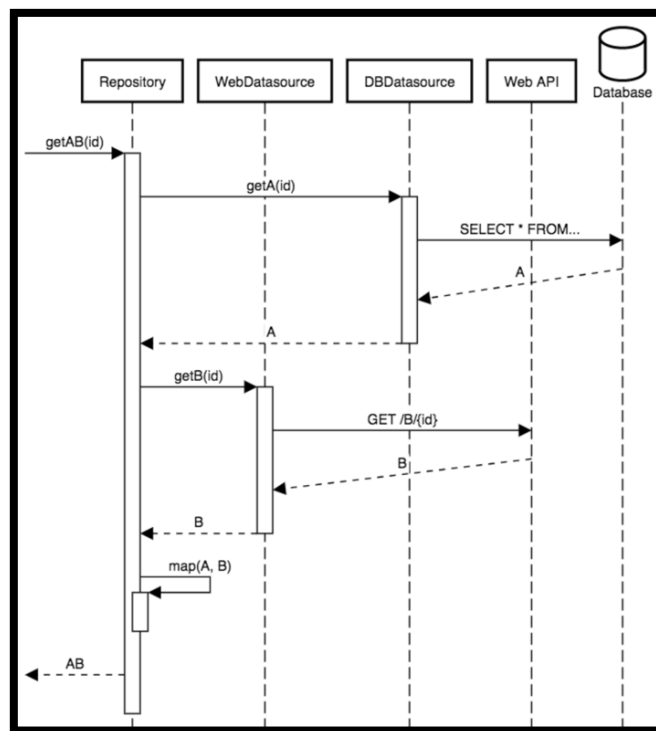 Repository
WebDatasource
DBDatasource
Web API
Database
getAB(id)
getA(id)
SELECT * FROM...
A
A
getB(id)
GET /B/{id}
B
B
map(A, B)
AB